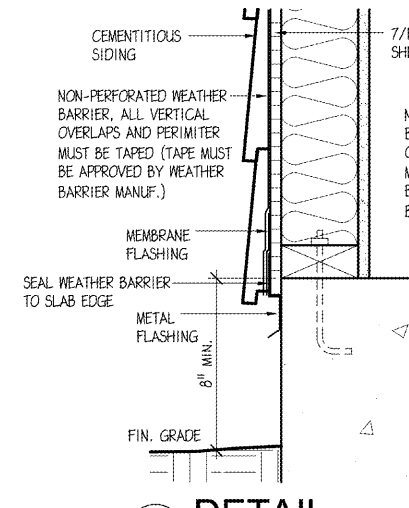 CEMENTITIOUS
SIDING
NON-PERFORATED WEATHER
BARRIER, ALL VERTICAL
OVERLAPS AND PERIMITER
MUST BE TAPED (TAPE MUST
BE APPROVED BY WEATHER
BARRIER MANUF.)
MEMBRANE
FLASHING
SEAL WEATHER BARRIER
TO SLAB EDGE
METAL
FLASHING
8" MIN.
FIN. GRADE
DETAIL